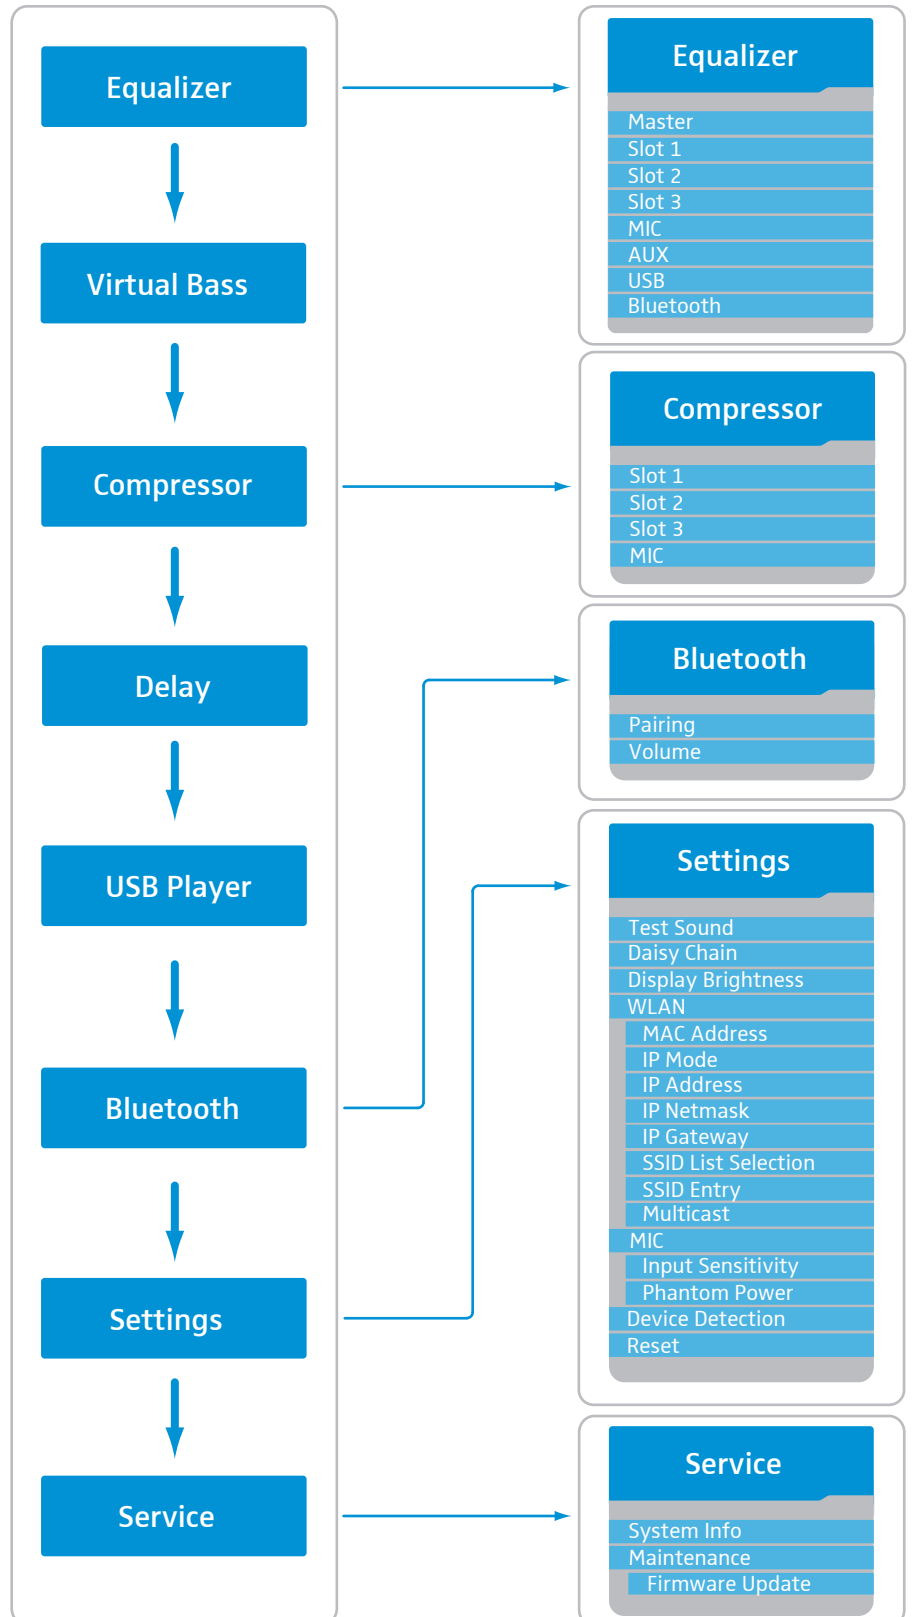 Equalizer
Virtual Bass
Compressor
Delay
USB Player
Bluetooth
Settings
Service
Equalizer
Master
Slot 1
Slot 2
Slot 3
MIC
AUX
USB
Bluetooth
Compressor
Slot 1
Slot 2
Slot 3
MIC
Bluetooth
Pairing
Volume
Settings
Test Sound
Daisy Chain
Display Brightness
WLAN
MAC Address
IP Mode
IP Address
IP Netmask
IP Gateway
SSID List Selection
SSID Entry
Multicast
MIC
Input Sensitivity
Phantom Power
Device Detection
Reset
Service
System Info
Maintenance
Firmware Update